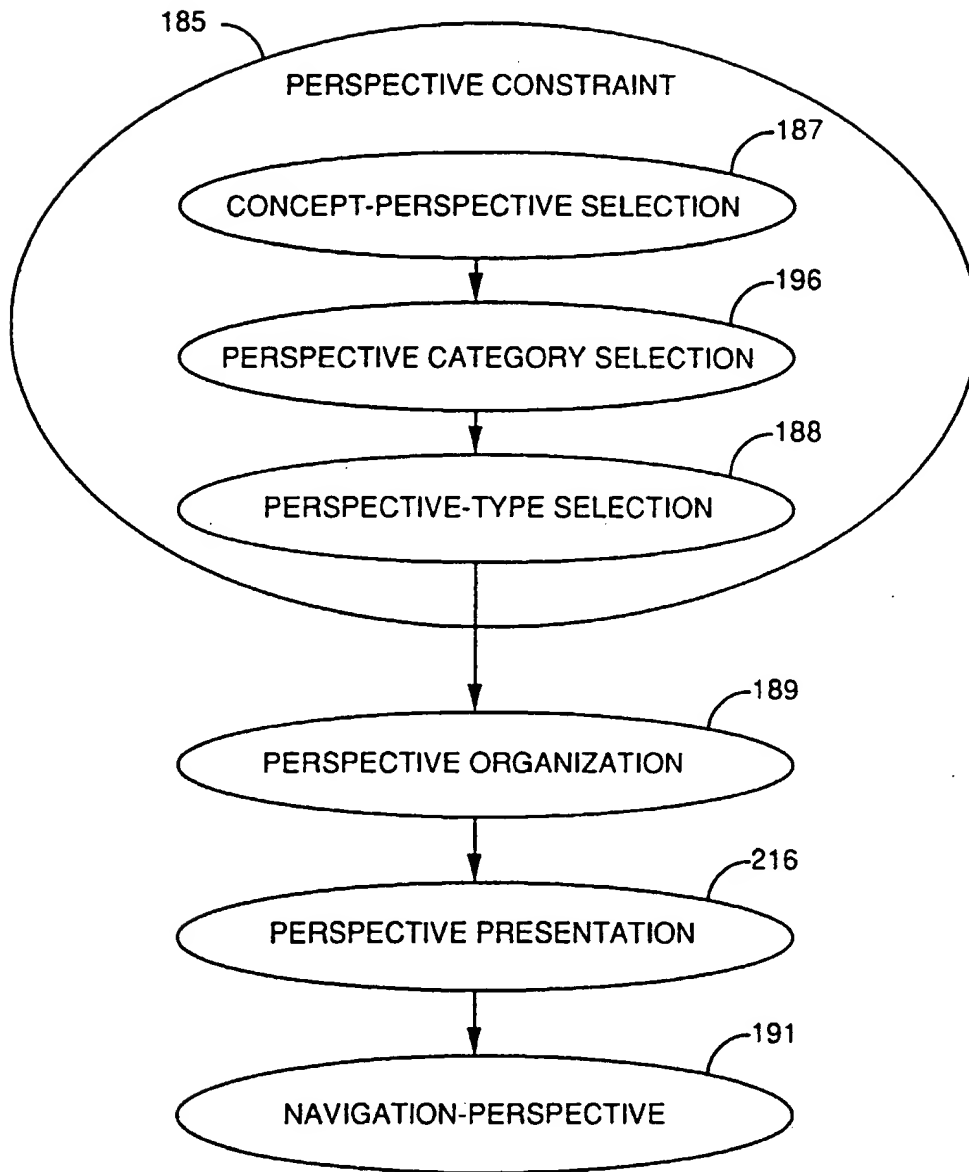 185
PERSPECTIVE CONSTRAINT
187
CONCEPT-PERSPECTIVE SELECTION
196
PERSPECTIVE CATEGORY SELECTION
188
PERSPECTIVE-TYPE SELECTION
189
PERSPECTIVE ORGANIZATION
216
PERSPECTIVE PRESENTATION
191
NAVIGATION-PERSPECTIVE